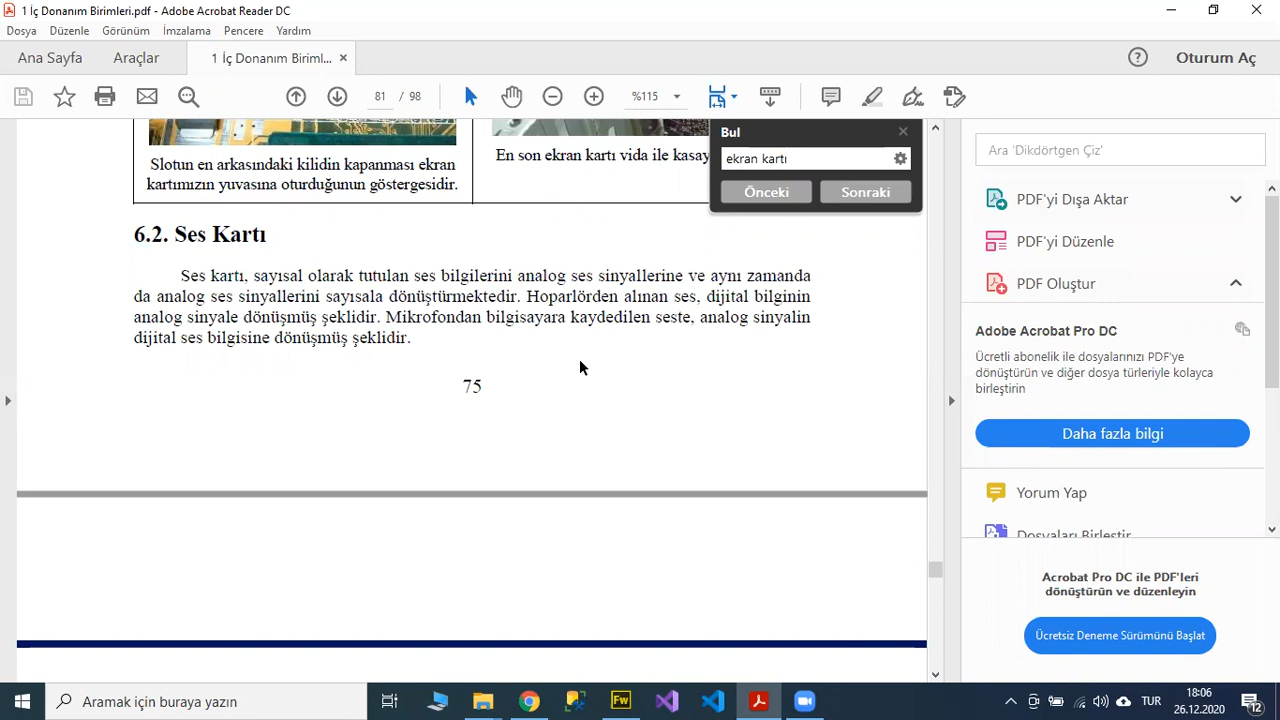 1 İç Donanım Birimleri.pdf - Adobe Acrobat Reader DC
Dosya Düzenle Görünüm İmzalama Pencere Yardım
Ana Sayfa Araçlar 1 İç Donanım Biriml... Oturum Aç
81 / 98 %115
Slotun en arkasındaki kilidin kapanması ekran
kartımızın yuvasına oturduğunun göstergesidir.
En son ekran kartı vida ile kasay
Bul
ekran kartı
Önceki Sonraki
6.2. Ses Kartı
Ses kartı, sayısal olarak tutulan ses bilgilerini analog ses sinyallerine ve aynı zamanda
da analog ses sinyallerini sayısala dönüştürmektedir. Hoparlörden alınan ses, dijital bilginin
analog sinyale dönüşmüş şeklidir. Mikrofondan bilgisayara kaydedilen seste, analog sinyalin
dijital ses bilgisine dönüşmüş şeklidir.
75
Ara 'Dikdörtgen Çiz'
PDF'yi Dışa Aktar
PDF'yi Düzenle
PDF Oluştur
Adobe Acrobat Pro DC
Ücretli abonelik ile dosyalarınızı PDF'ye
dönüştürün ve diğer dosya türleriyle kolayca
birleştirin
Daha fazla bilgi
Yorum Yap
Dosyaları Birleştir
Acrobat Pro DC ile PDF'leri
dönüştürün ve düzenleyin
Ücretsiz Deneme Sürümünü Başlat
Aramak için buraya yazın
Fw
TUR
18:06
26.12.2020
12